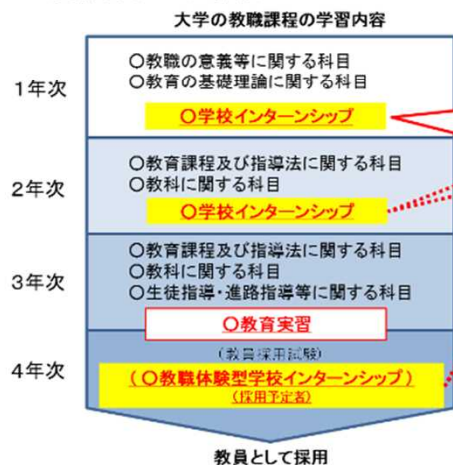 大学の教職課程の学習内容
1年次
○教職の意義等に関する科目
○教育の基礎理論に関する科目
○学校インターンシップ
2年次
○教育課程及び指導法に関する科目
○教科に関する科目
○学校インターンシップ
3年次
○教育課程及び指導法に関する科目
○教科に関する科目
○生徒指導・進路指導等に関する科目
○教育実習
4年次
(教員採用試験)
(○教職体験型学校インターンシップ)
(採用予定者)
教員として採用